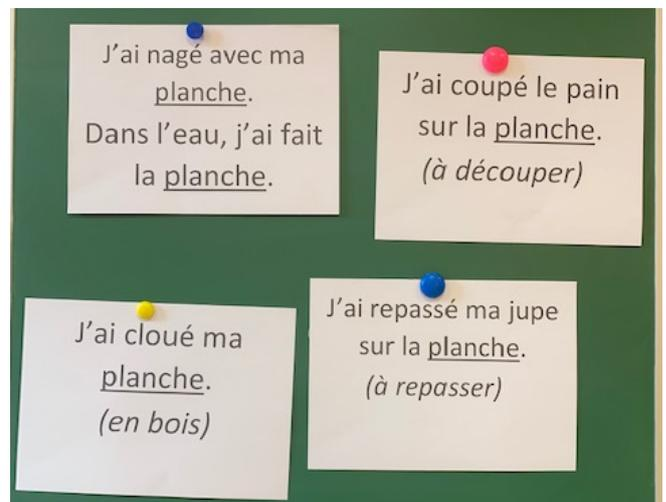 J'ai nagé avec ma
planche.
Dans l'eau, j'ai fait
la planche.
J'ai coupé le pain
sur la planche.
(à découper)
J'ai cloué ma
planche.
(en bois)
J'ai repassé ma jupe
sur la planche.
(à repasser)